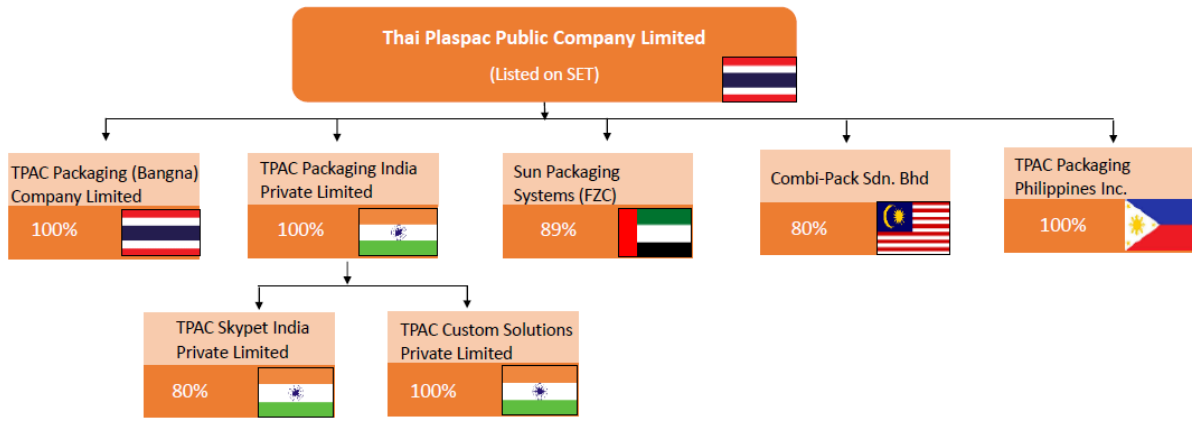 Thai Plaspac Public Company Limited
(Listed on SET)
TPAC Packaging (Bangna)
Company Limited
100%
TPAC Packaging India
Private Limited
100%
Sun Packaging
Systems (FZC)
89%
Combi-Pack Sdn. Bhd
80%
TPAC Packaging
Philippines Inc.
100%
TPAC Skypet India
Private Limited
80%
TPAC Custom Solutions
Private Limited
100%